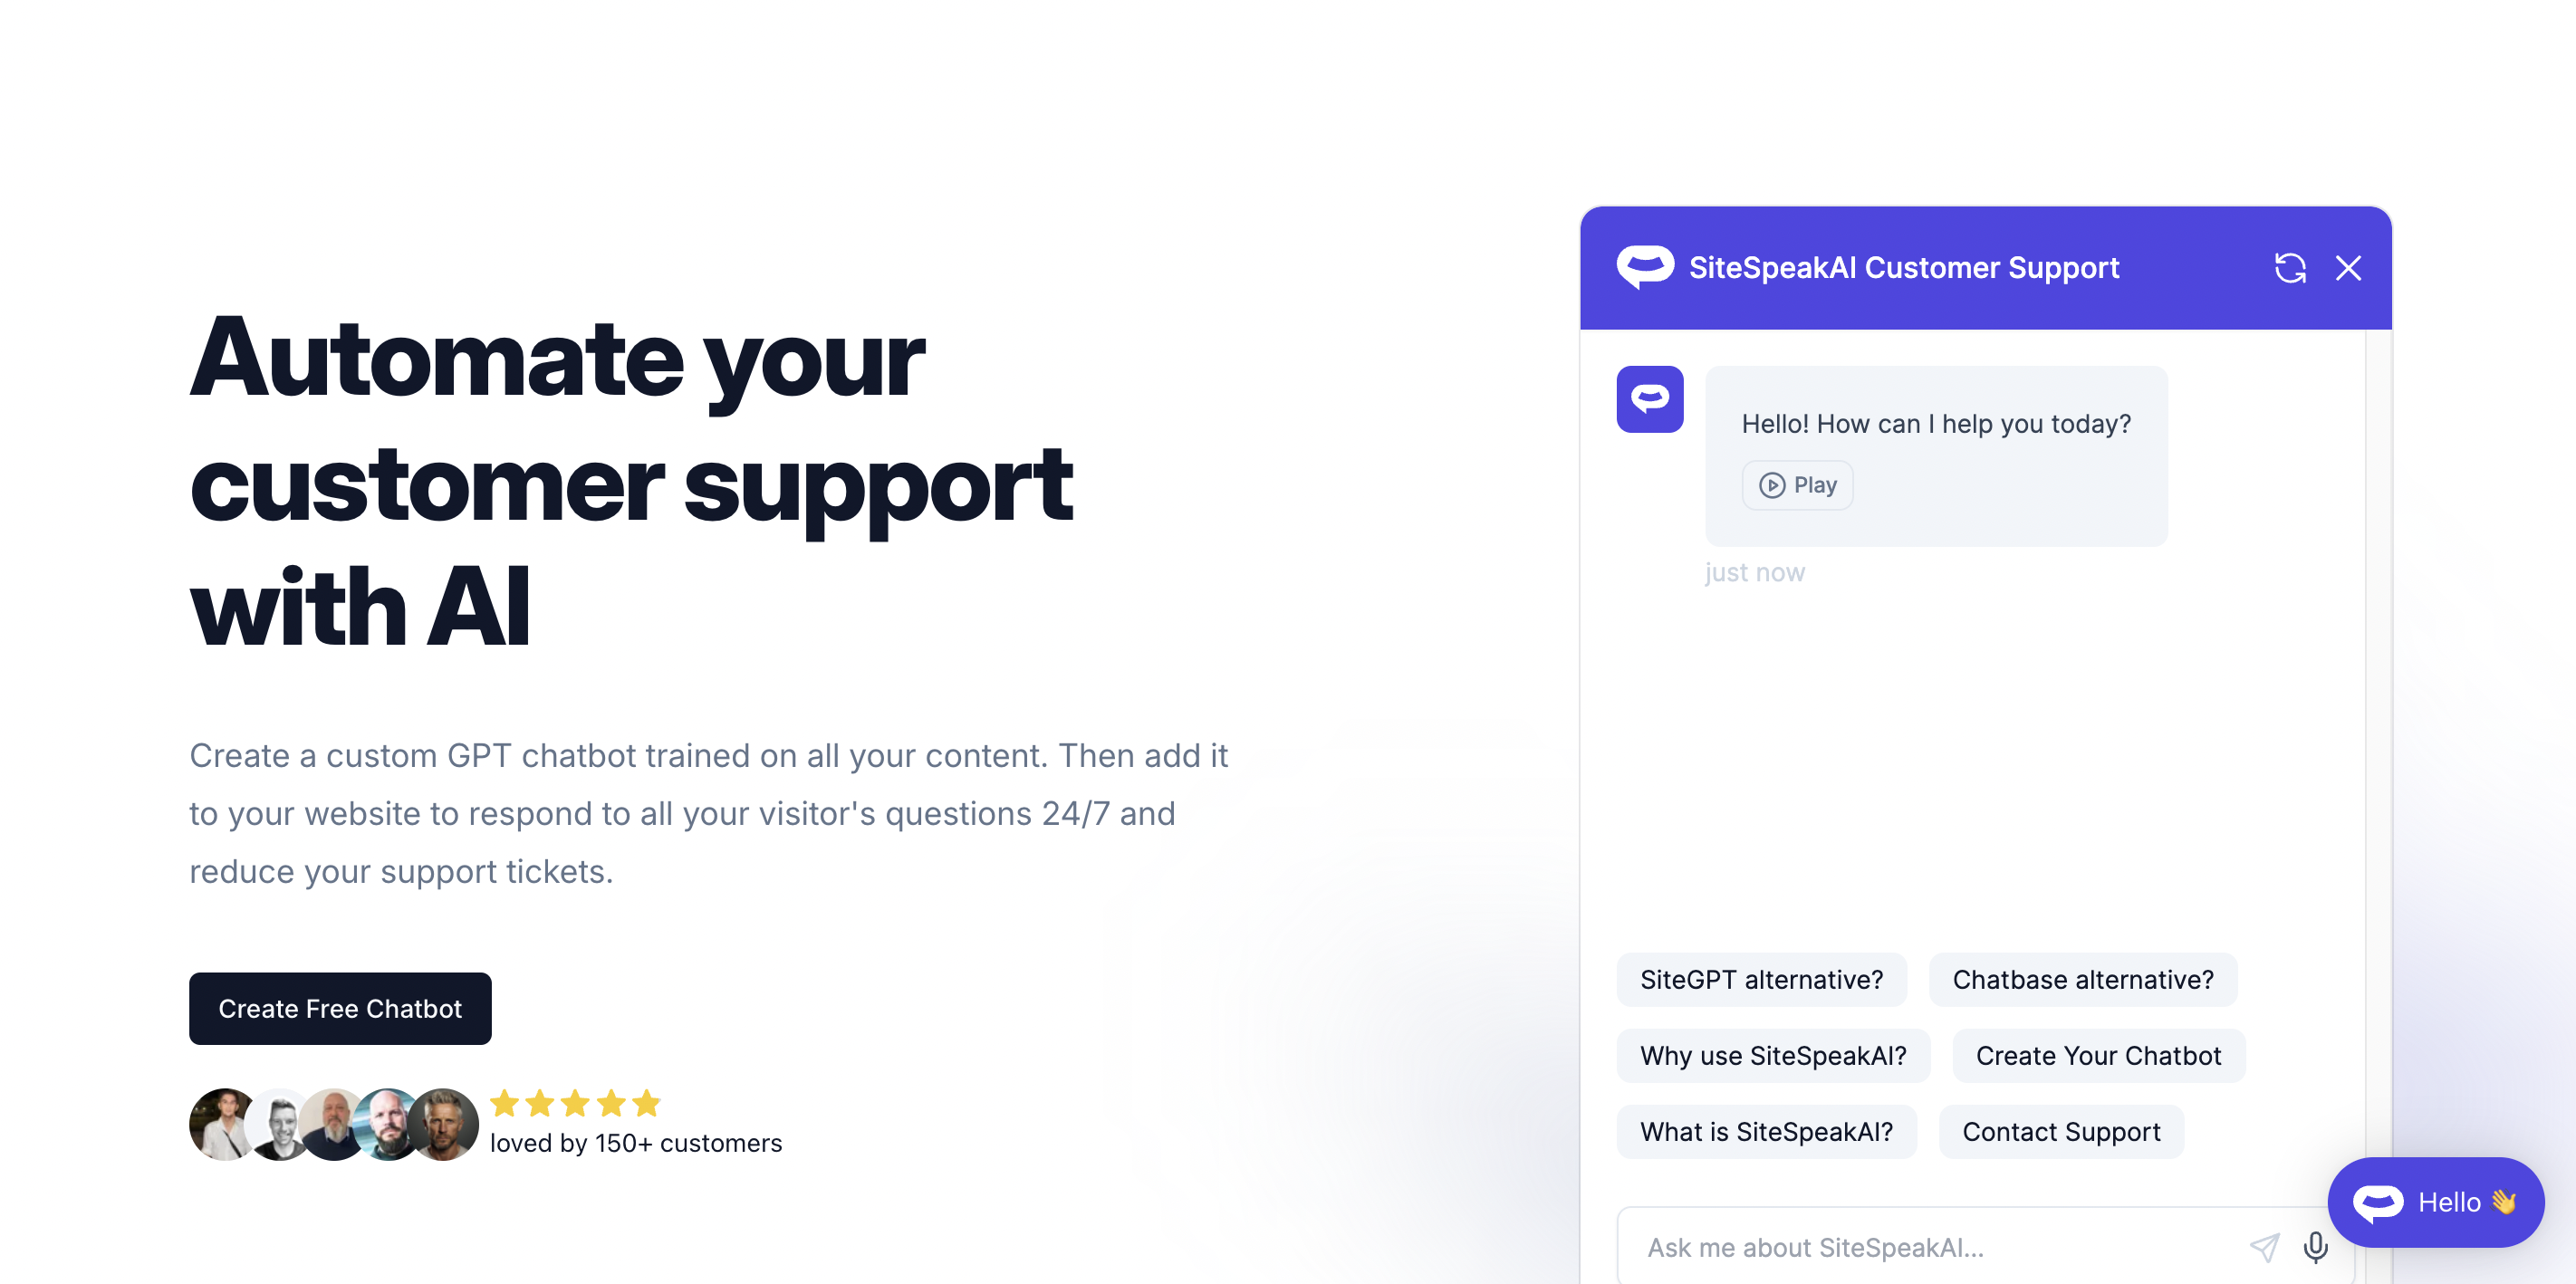 Automate your
customer support
with AI
Create a custom GPT chatbot trained on all your content. Then add it
to your website to respond to all your visitor's questions 24/7 and
reduce your support tickets.
Create Free Chatbot
loved by 150+ customers
SiteSpeakAI Customer Support
Hello! How can I help you today?
Play
just now
SiteGPT alternative?
Chatbase alternative?
Why use SiteSpeakAI?
Create Your Chatbot
What is SiteSpeakAI?
Contact Support
Ask me about SiteSpeakAI...
Hello 👋